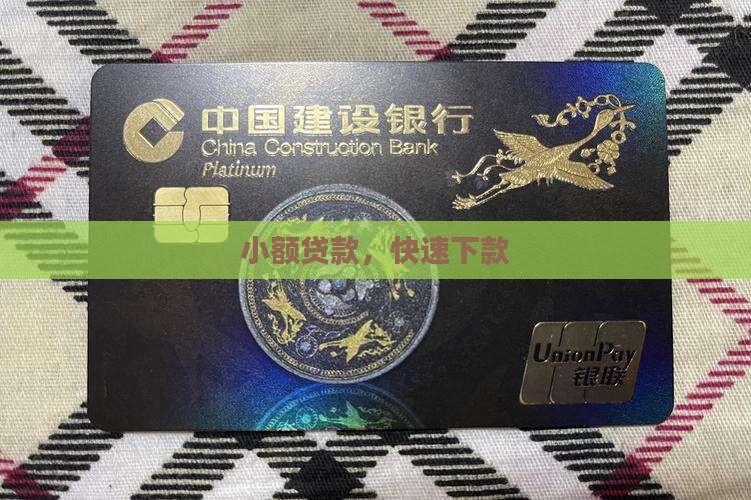 中国建设银行
China Construction Bank
Platinum
小额贷款，快速下款
UnionPay
银联